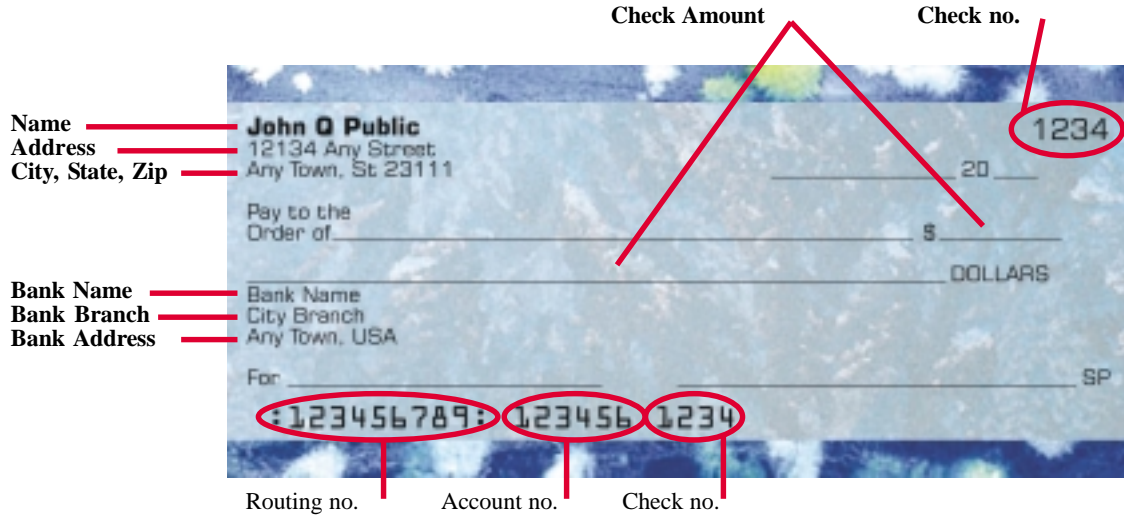 Check Amount Check no.
Name John Q Public 1234
Address 12134 Any Street
City, State, Zip Any Town, St 23111 20
Pay to the
Order of $
DOLLARS
Bank Name Bank Name
Bank Branch City Branch
Bank Address Any Town, USA
For SP
:123456789: 123456 1234
Routing no. Account no. Check no.